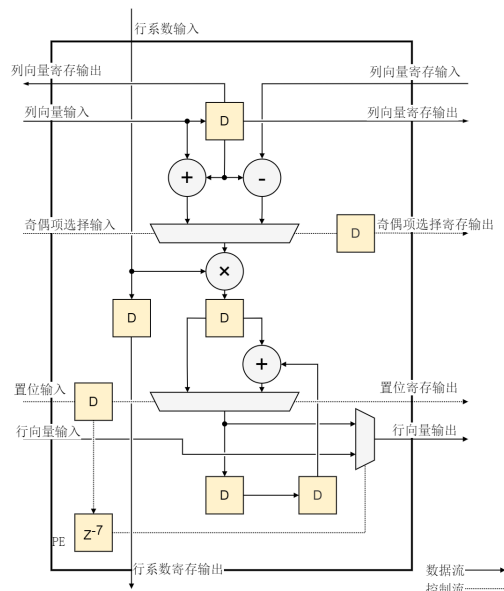 行系数输入
列向量寄存输出
列向量寄存输入
列向量输入
D
列向量寄存输出
+
-
奇偶项选择输入
D
奇偶项选择寄存输出
×
D
D
+
置位输入
D
置位寄存输出
行向量输入
行向量输出
D
D
PE
Z-7
行系数寄存输出
数据流
控制流